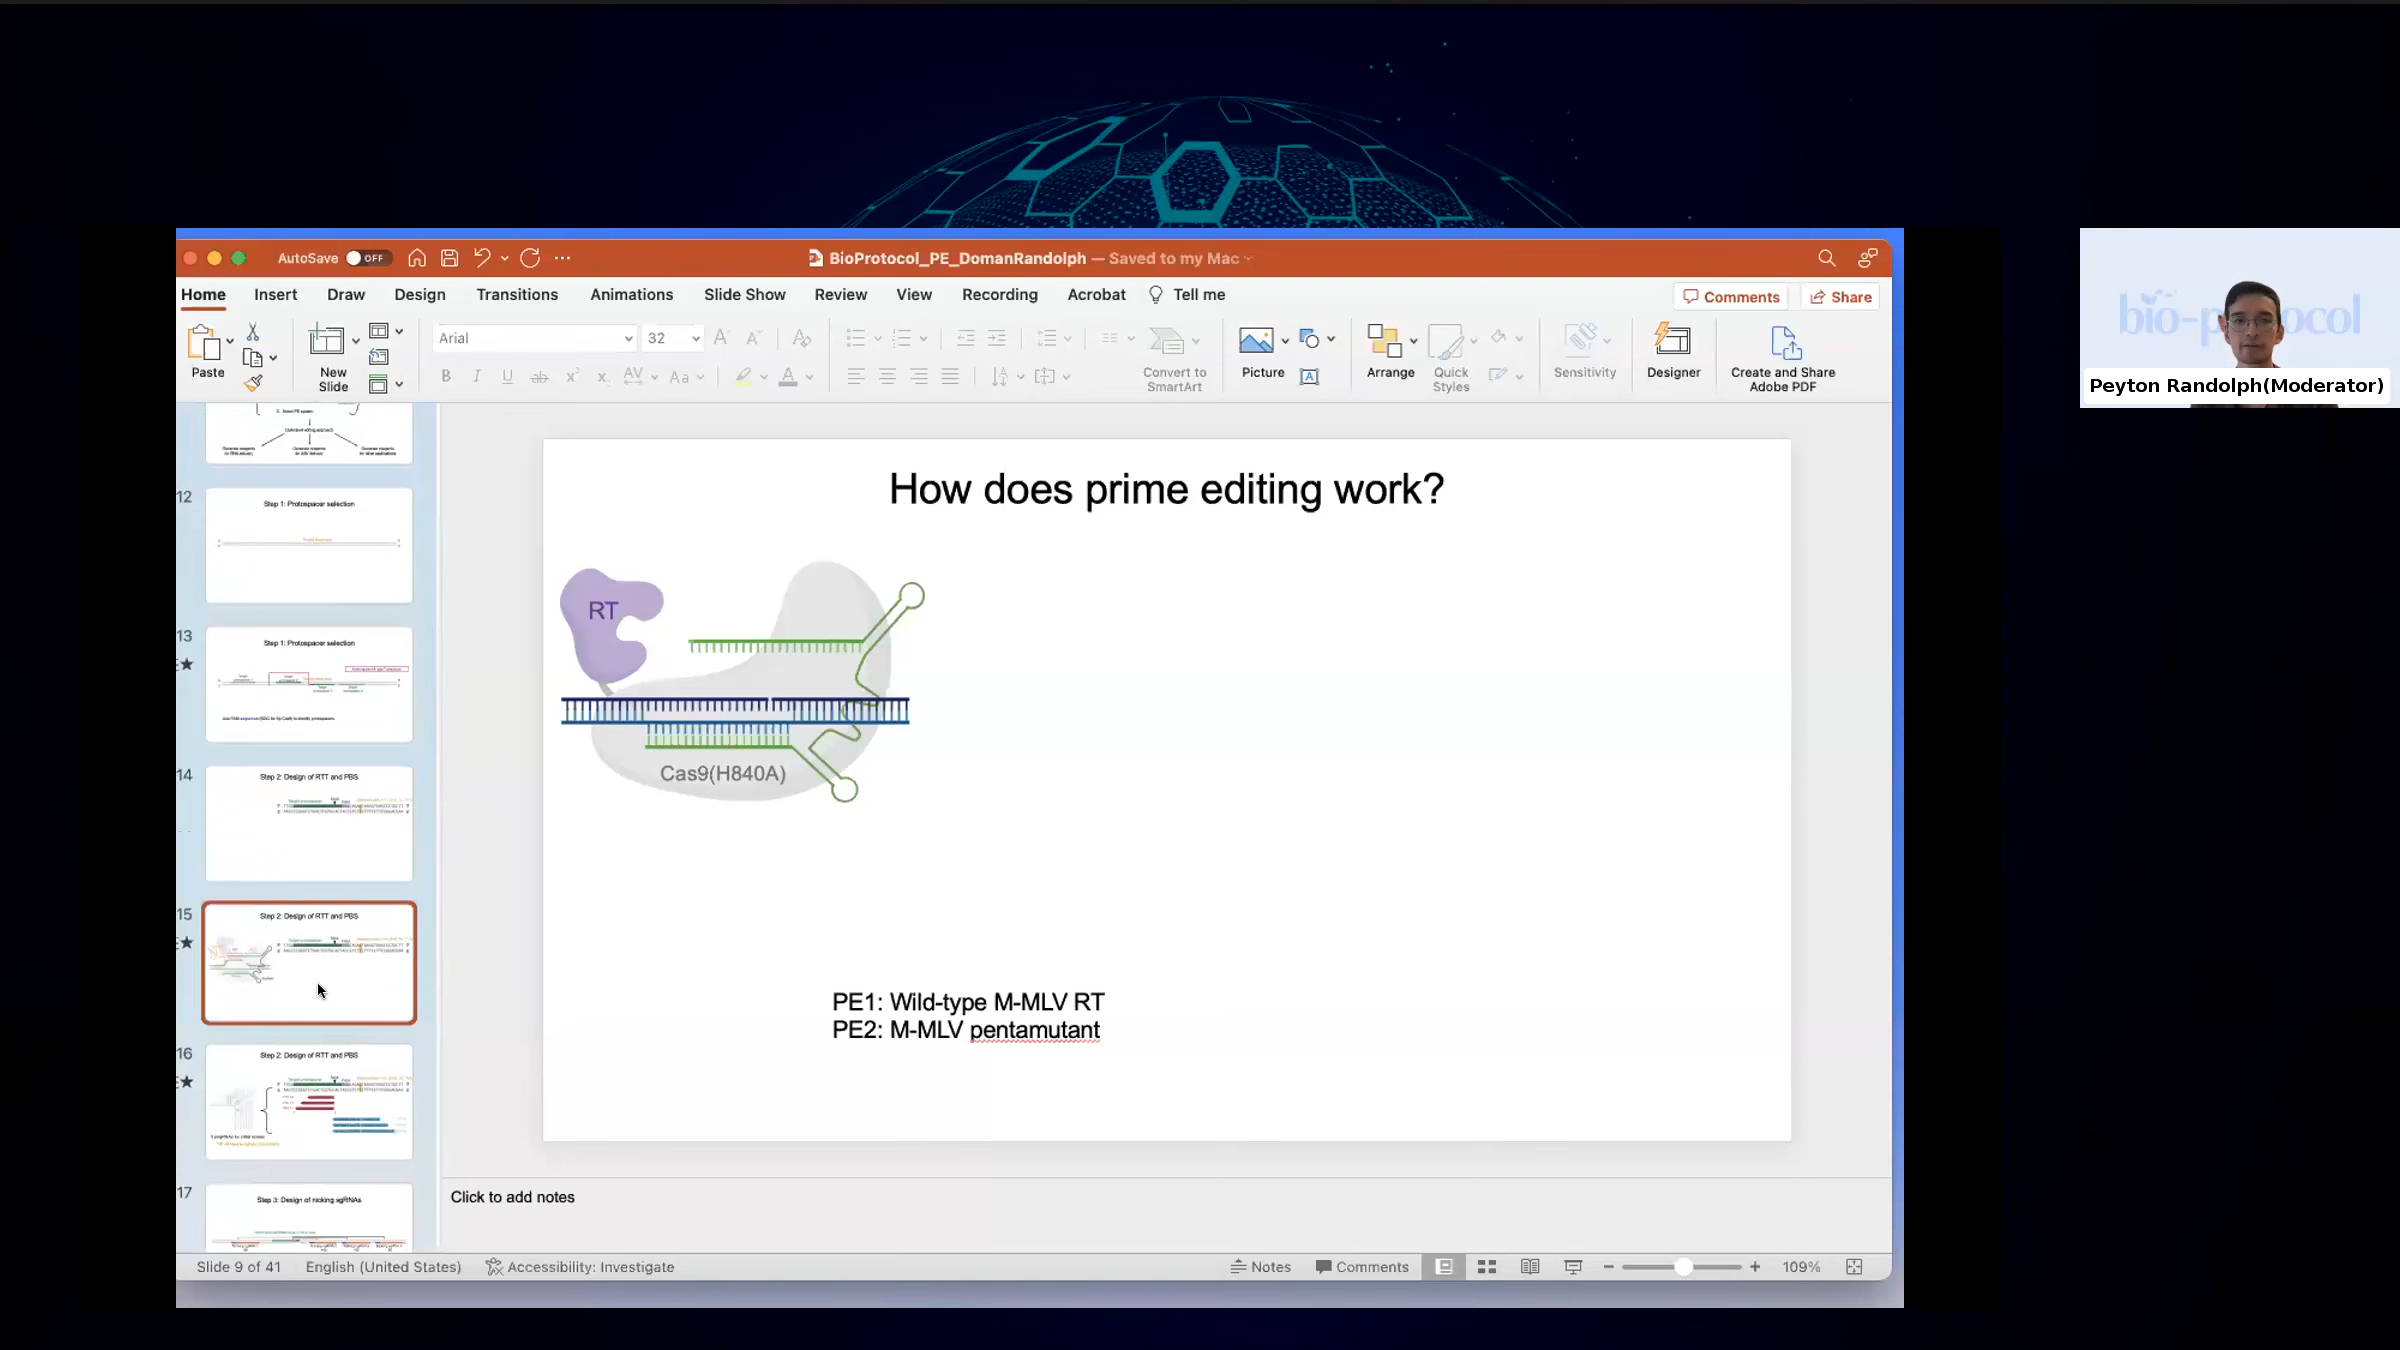 AutoSave OFF
BioProtocol_PE_DomanRandolph — Saved to my Mac
Home Insert Draw Design Transitions Animations Slide Show Review View Recording Acrobat Tell me
Comments Share
Paste
New Slide
Arial 32
Convert to SmartArt
Picture
Arrange
Quick Styles
Sensitivity
Designer
Create and Share Adobe PDF
Peyton Randolph(Moderator)
12
Step 1: Protospacer selection
13
Step 1: Protospacer selection
14
Step 2: Design of RTT and PBS
15
Step 2: Design of RTT and PBS
16
Step 2: Design of RTT and PBS
17
Step 3: Design of nicking sgRNAs
How does prime editing work?
RT
Cas9(H840A)
PE1: Wild-type M-MLV RT
PE2: M-MLV pentamutant
Click to add notes
Slide 9 of 41 English (United States) Accessibility: Investigate Notes Comments 109%